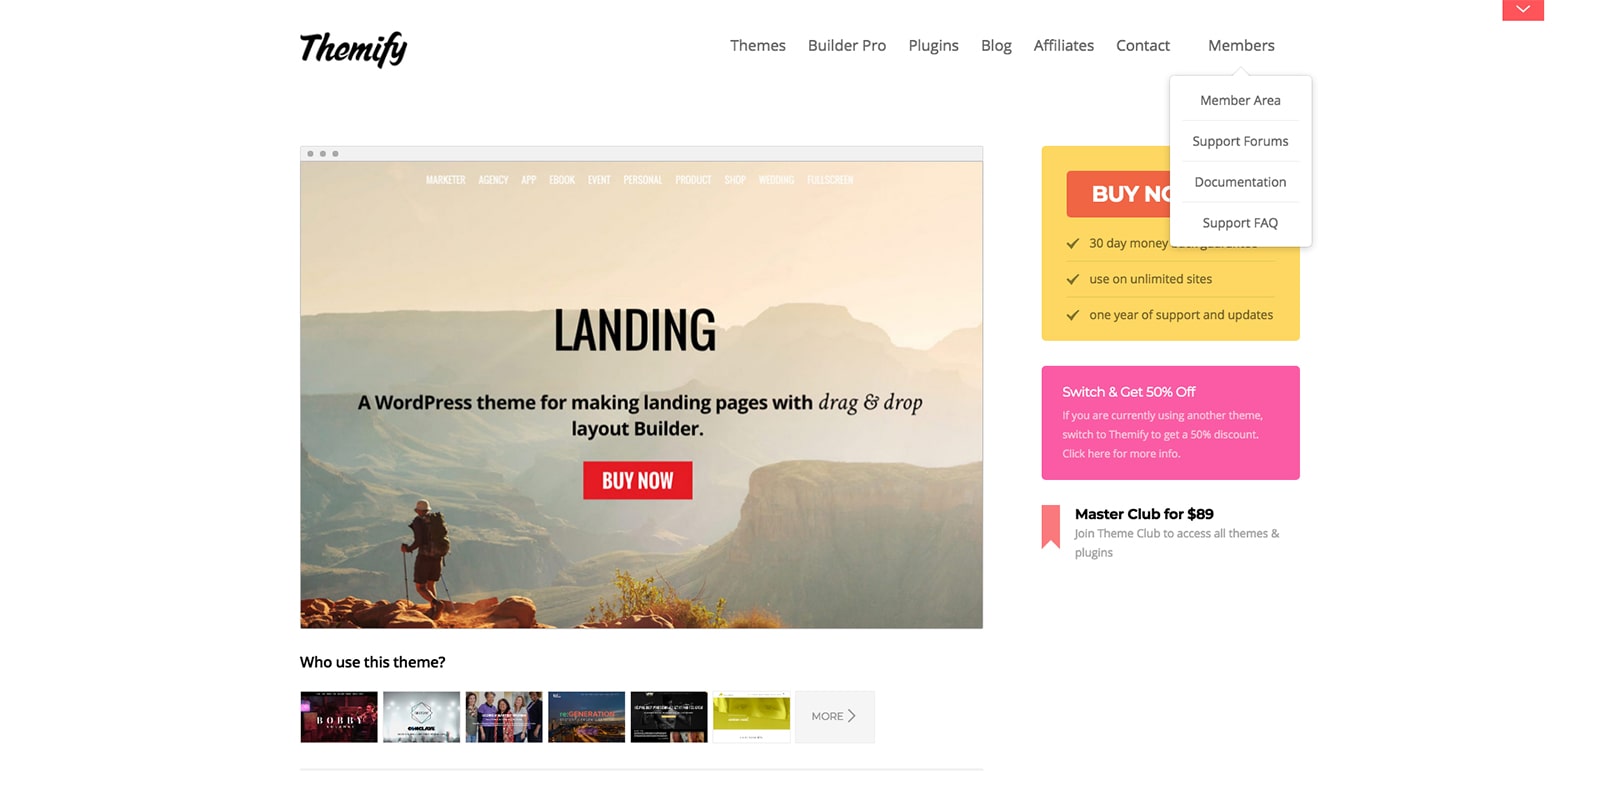 Themify
Themes Builder Pro Plugins Blog Affiliates Contact Members
Member Area
Support Forums
Documentation
Support FAQ
MARKETER AGENCY APP EBOOK EVENT PERSONAL PRODUCT SHOP WEDDING FULLSCREEN
LANDING
A WordPress theme for making landing pages with drag & drop
layout Builder.
BUY NOW
BUY
30 day money
use on unlimited sites
one year of support and updates
Switch & Get 50% Off
If you are currently using another theme,
switch to Themify to get a 50% discount.
Click here for more info.
Master Club for $89
Join Theme Club to access all themes &
plugins
Who use this theme?
BOBBY
re:GENERATION
MORE